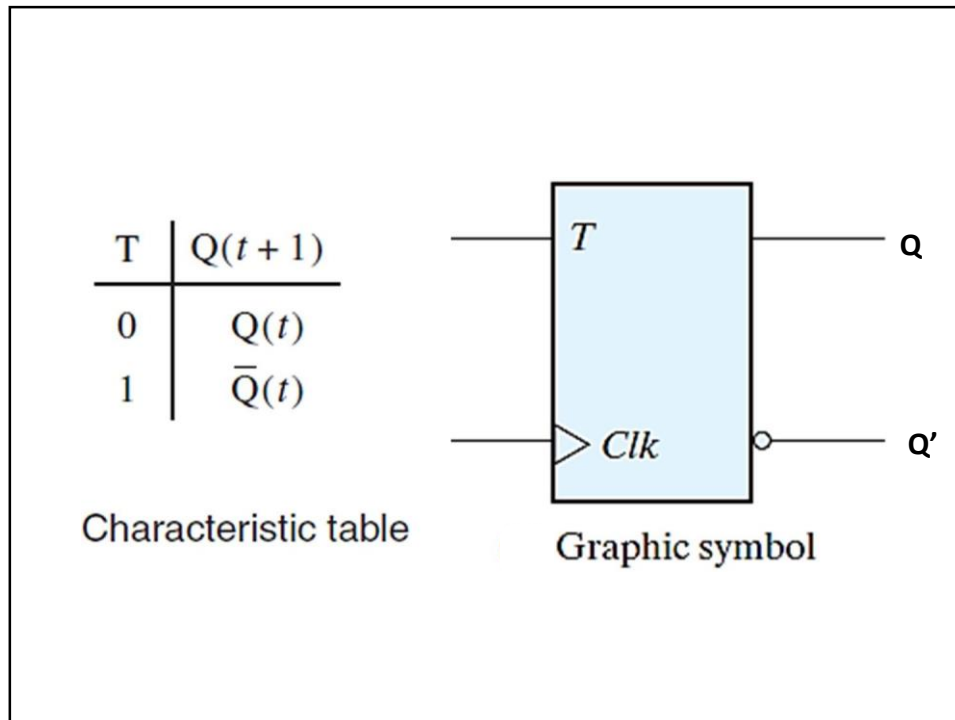 T Q(t + 1)
0 Q(t)
1 Q̅(t)
Characteristic table
T
Q
Clk
Q’
Graphic symbol